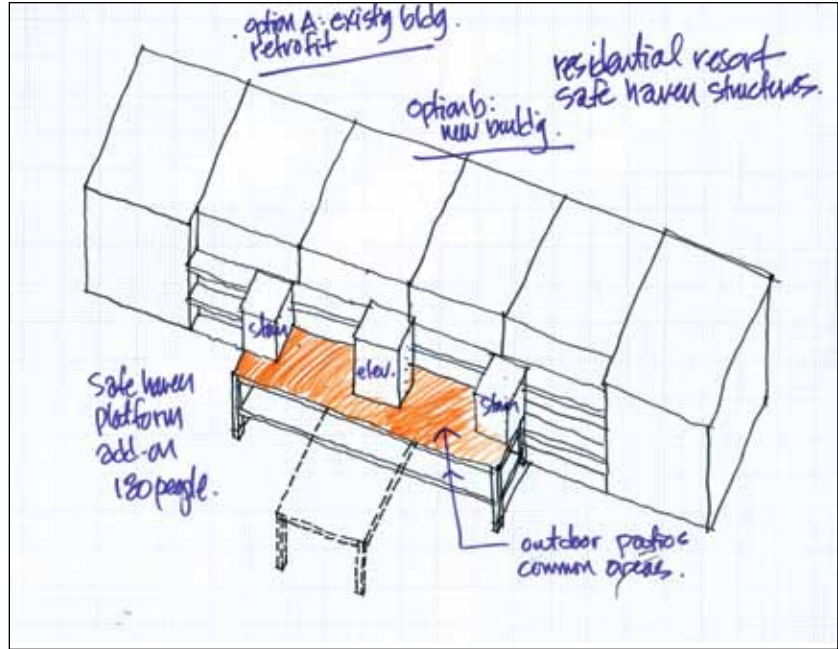 . option A: existg bldg.
retrofit
residential resort
safe haven structures.
option b:
new buildg.
stair
elev.
stair
safe haven
platform
add-on
180 people.
outdoor patios
common areas.